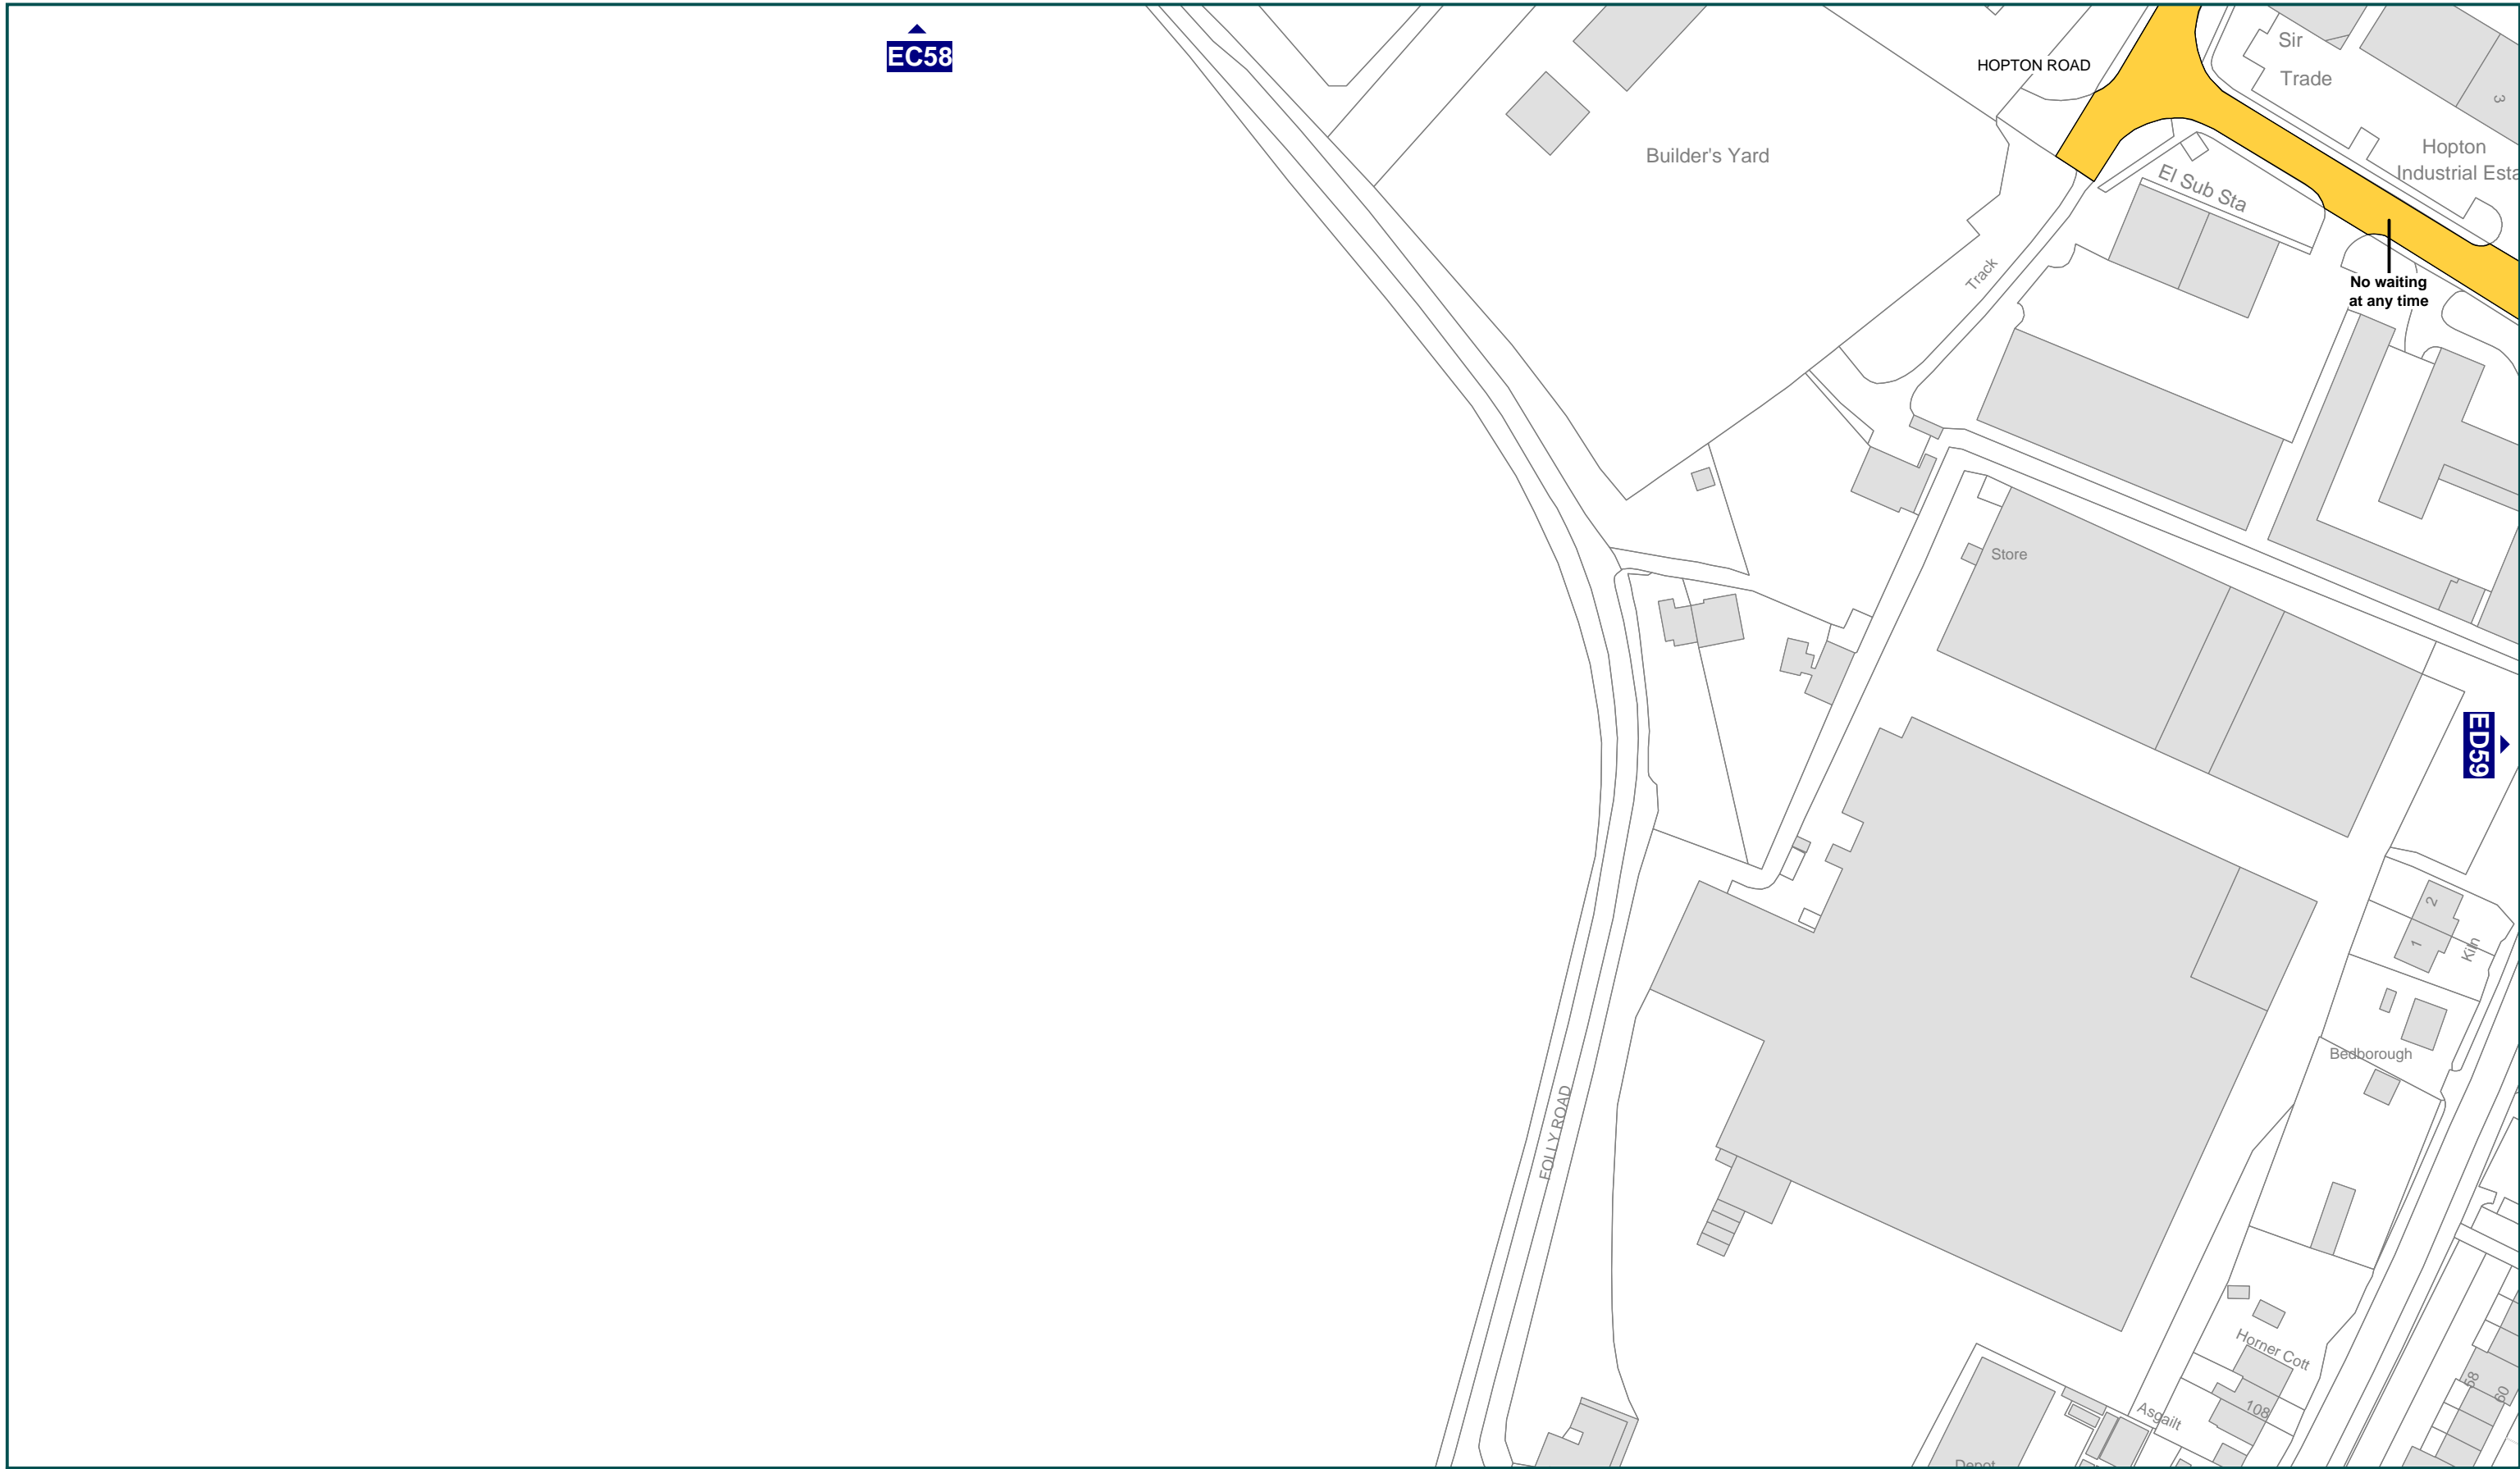 EC58
HOPTON ROAD
Sir
Trade
3
Hopton
Industrial Esta
Builder's Yard
El Sub Sta
Track
No waiting
at any time
Store
ED59
2
1
Kiln
Bedborough
FOLLY ROAD
Horner Cott
58
60
108
Asgailt
Depot